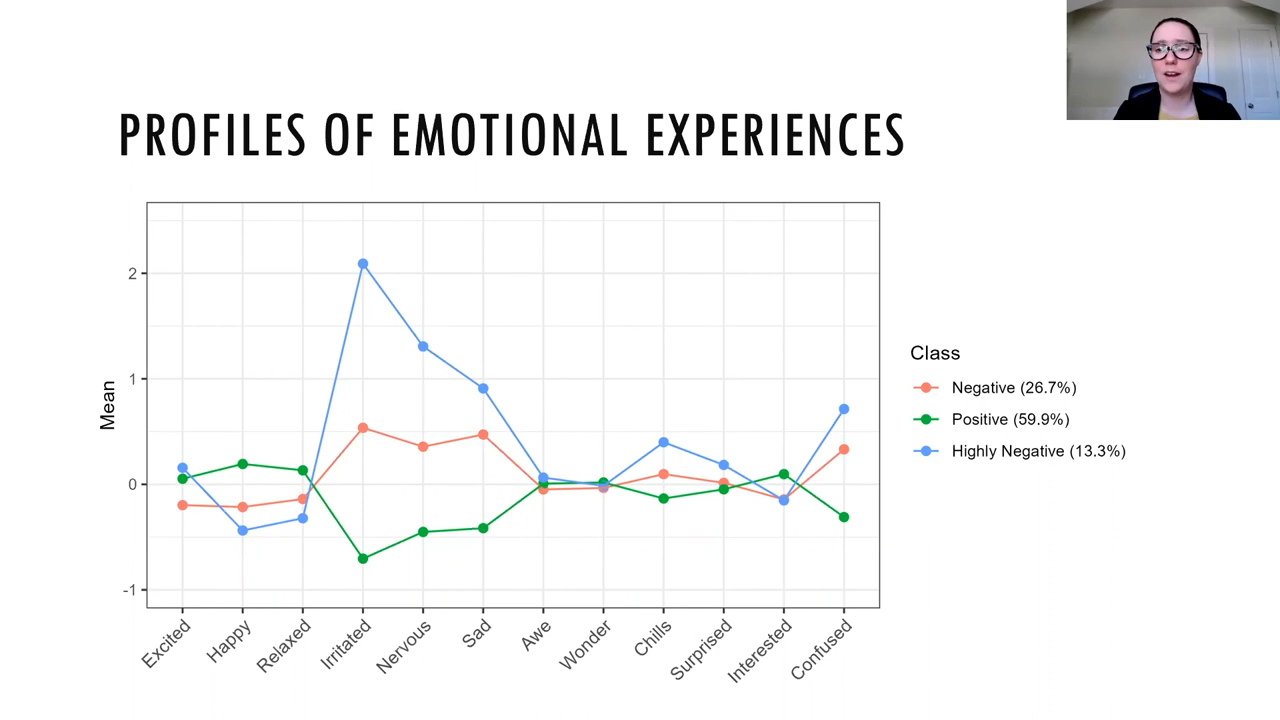 PROFILES OF EMOTIONAL EXPERIENCES
2
1
0
-1
Mean
Excited
Happy
Relaxed
Irritated
Nervous
Sad
Awe
Wonder
Chills
Surprised
Interested
Confused
Class
Negative (26.7%)
Positive (59.9%)
Highly Negative (13.3%)